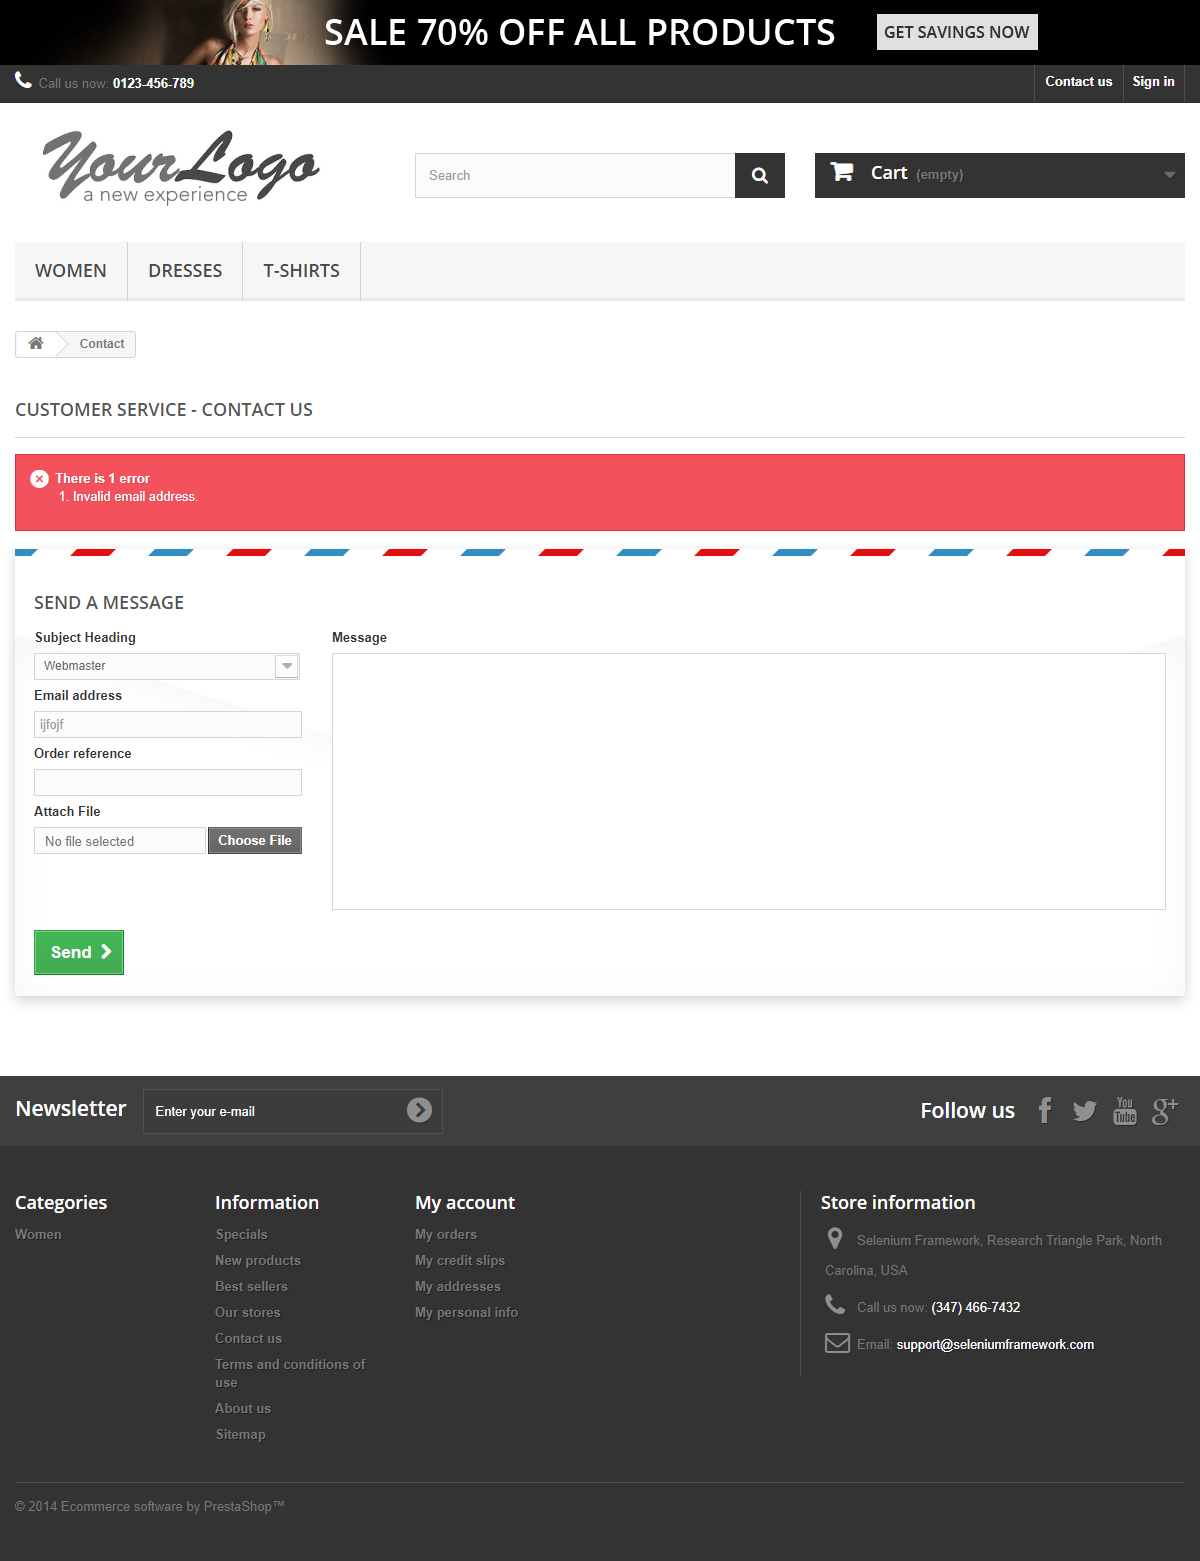 SALE 70% OFF ALL PRODUCTS
GET SAVINGS NOW
Call us now: 0123-456-789
Contact us
Sign in
Your Logo
a new experience
Search
Cart (empty)
WOMEN
DRESSES
T-SHIRTS
Contact
CUSTOMER SERVICE - CONTACT US
There is 1 error
1. Invalid email address.
SEND A MESSAGE
Subject Heading
Webmaster
Email address
ijfojf
Order reference
Attach File
No file selected
Choose File
Message
Send
Newsletter
Enter your e-mail
Follow us
You
Tube
g+
Categories
Women
Information
Specials
New products
Best sellers
Our stores
Contact us
Terms and conditions of
use
About us
Sitemap
My account
My orders
My credit slips
My addresses
My personal info
Store information
Selenium Framework, Research Triangle Park, North
Carolina, USA
Call us now: (347) 466-7432
Email: support@seleniumframework.com
© 2014 Ecommerce software by PrestaShop™